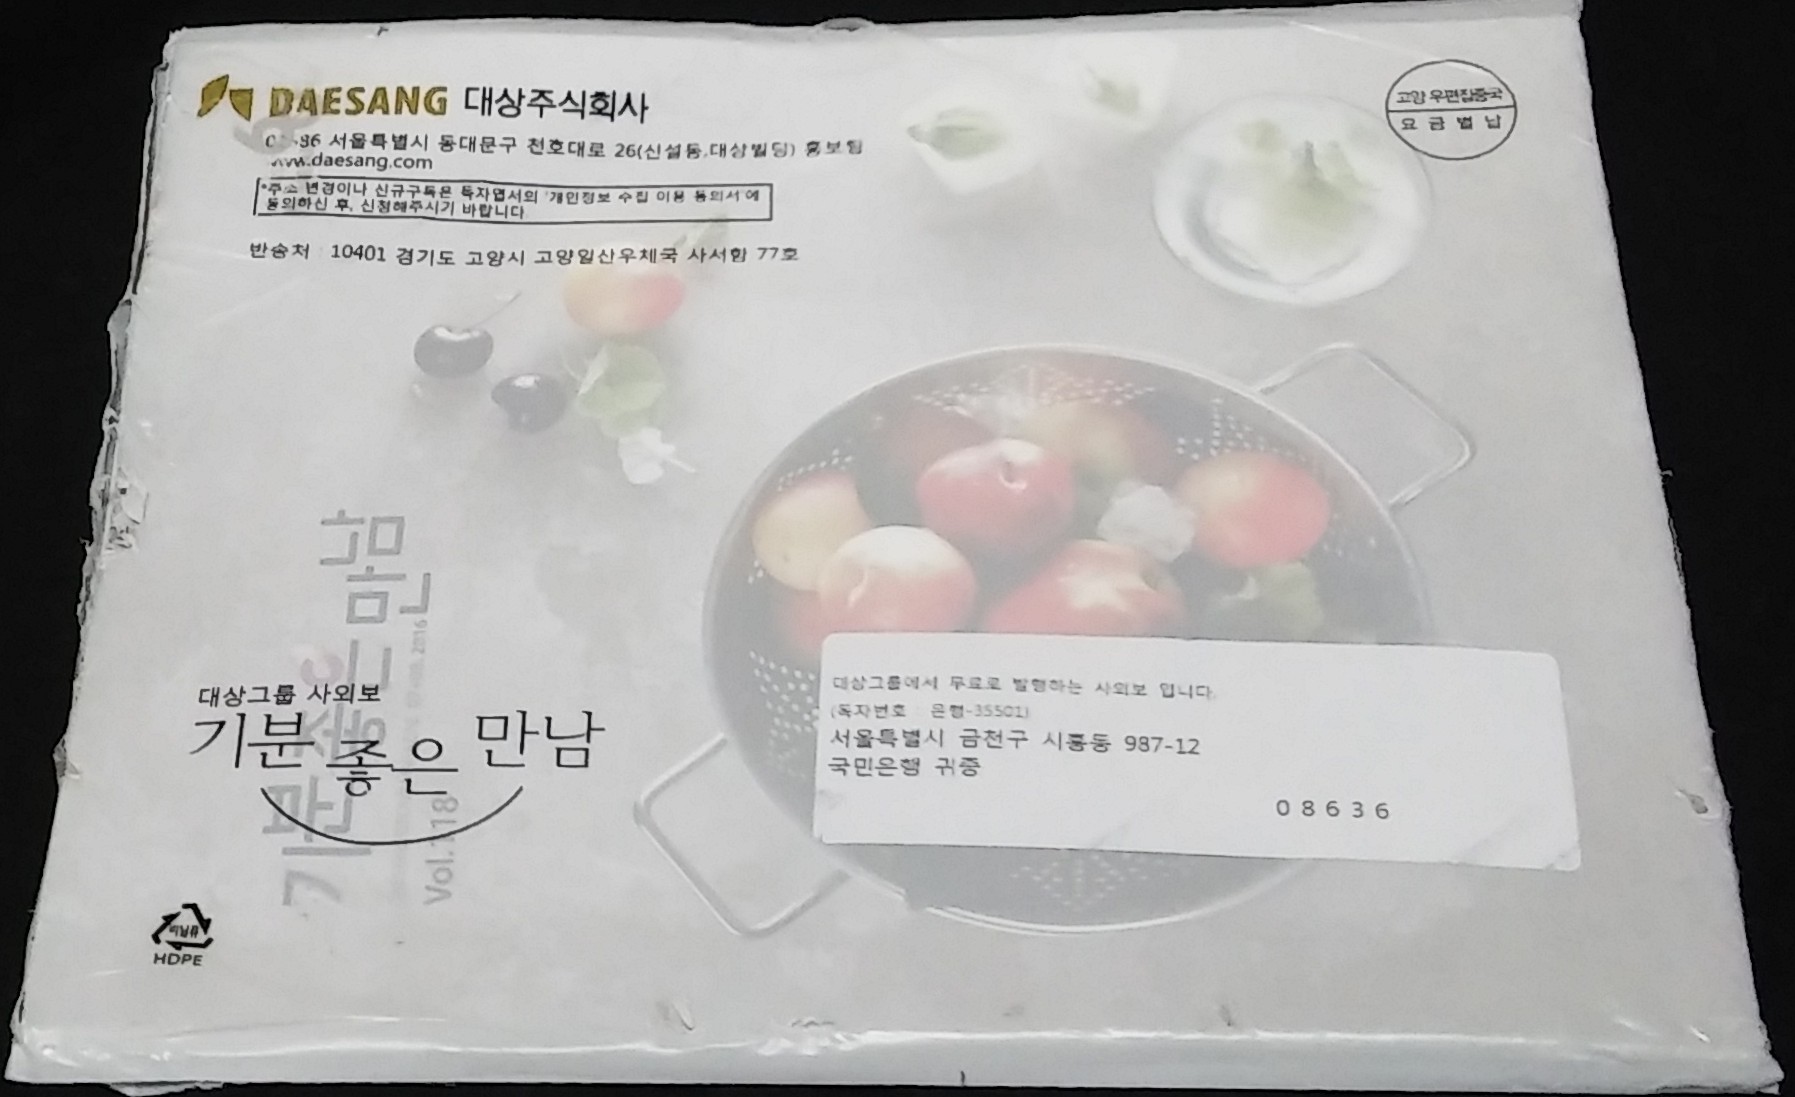 DAESANG 대상주식회사
서울특별시 동대문구 천호대로 26(신설동,대상빌딩) 홍보팀
www.daesang.com
*주소 변경이나 신규구독은 독자엽서의 '개인정보 수집 이용 동의서'에
동의하신 후, 신청해주시기 바랍니다
반송처 : 10401 경기도 고양시 고양일산우체국 사서함 77호
고양 우편집중국
요금별납
기분 좋은 만남
대상그룹 사외보
기분 좋은 만남
대상그룹에서 무료로 발행하는 사외보 입니다.
(독자번호 : 은행-35501)
서울특별시 금천구 시흥동 987-12
국민은행 귀중
08636
비닐류
HDPE